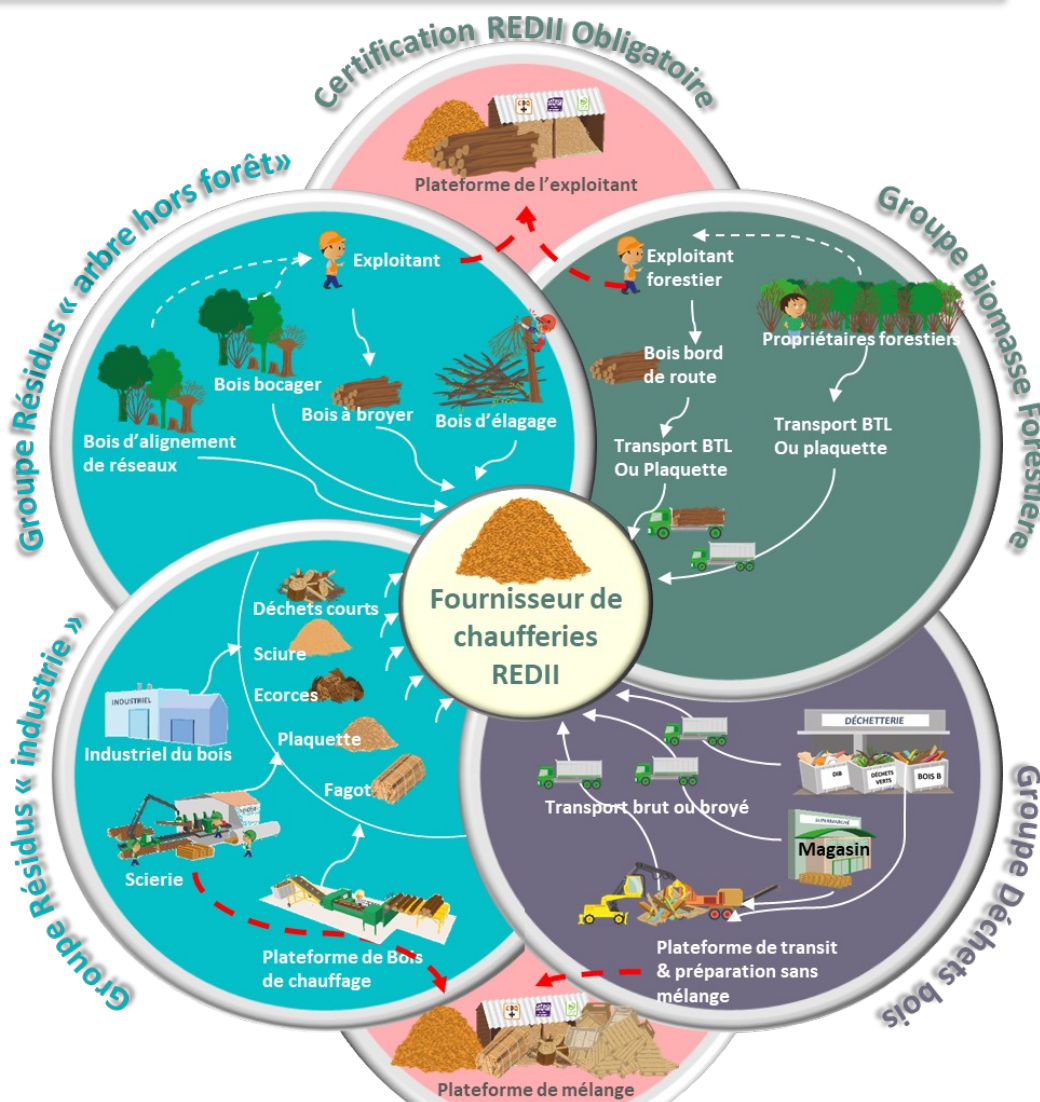 Certification REDII Obligatoire
Plateforme de l'exploitant
Groupe Résidus « arbre hors forêt»
Exploitant
Bois bocager
Bois à broyer
Bois d'élagage
Bois d'alignement
de réseaux
Groupe Biomasse Forestière
Exploitant
forestier
Propriétaires forestiers
Bois bord
de route
Transport BTL
Ou Plaquette
Transport BTL
Ou plaquette
Fournisseur de
chaufferies
REDII
Groupe Résidus « industrie »
Déchets courts
Sciure
Ecorces
Plaquette
Fagot
INDUSTRIEL
Industriel du bois
Scierie
Plateforme de Bois
de chauffage
Groupe Déchets bois
DÉCHETTERIE
DIB
DÉCHETS
VERTS
BOIS B
Transport brut ou broyé
SUPERMARCHÉ
Magasin
Plateforme de transit
& préparation sans
mélange
Plateforme de mélange